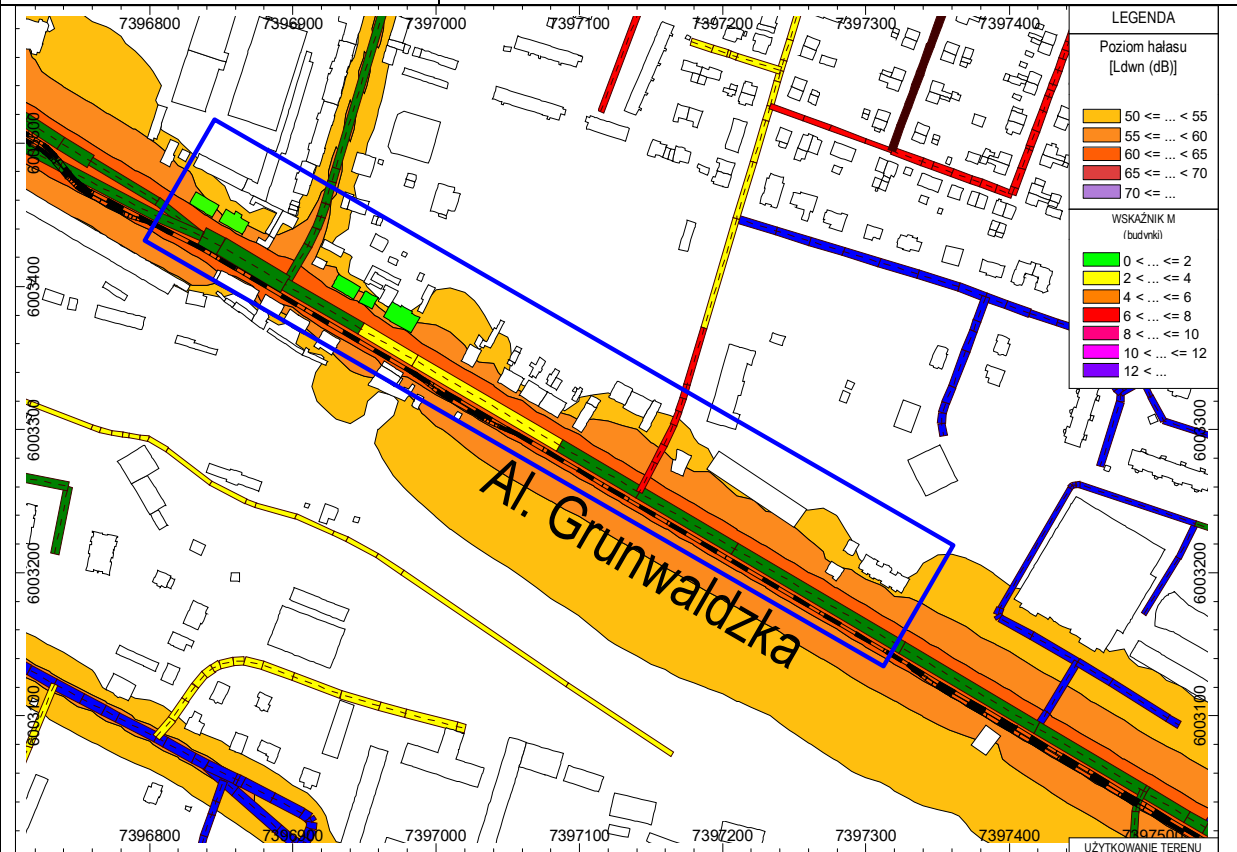 7396800 7396900 7397000 7397100 7397200 7397300 7397400
LEGENDA
Poziom hałasu
[Ldwn (dB)]
50 <= ... < 55
55 <= ... < 60
60 <= ... < 65
65 <= ... < 70
70 <= ...
WSKAŹNIK M
(budynki)
0 < ... <= 2
2 < ... <= 4
4 < ... <= 6
6 < ... <= 8
8 < ... <= 10
10 < ... <= 12
12 < ...
6003500
6003400
6003300
6003200
6003100
6003300
6003200
6003100
Al. Grunwaldzka
7396800 7396900 7397000 7397100 7397200 7397300 7397400 7397500
UŻYTKOWANIE TERENU